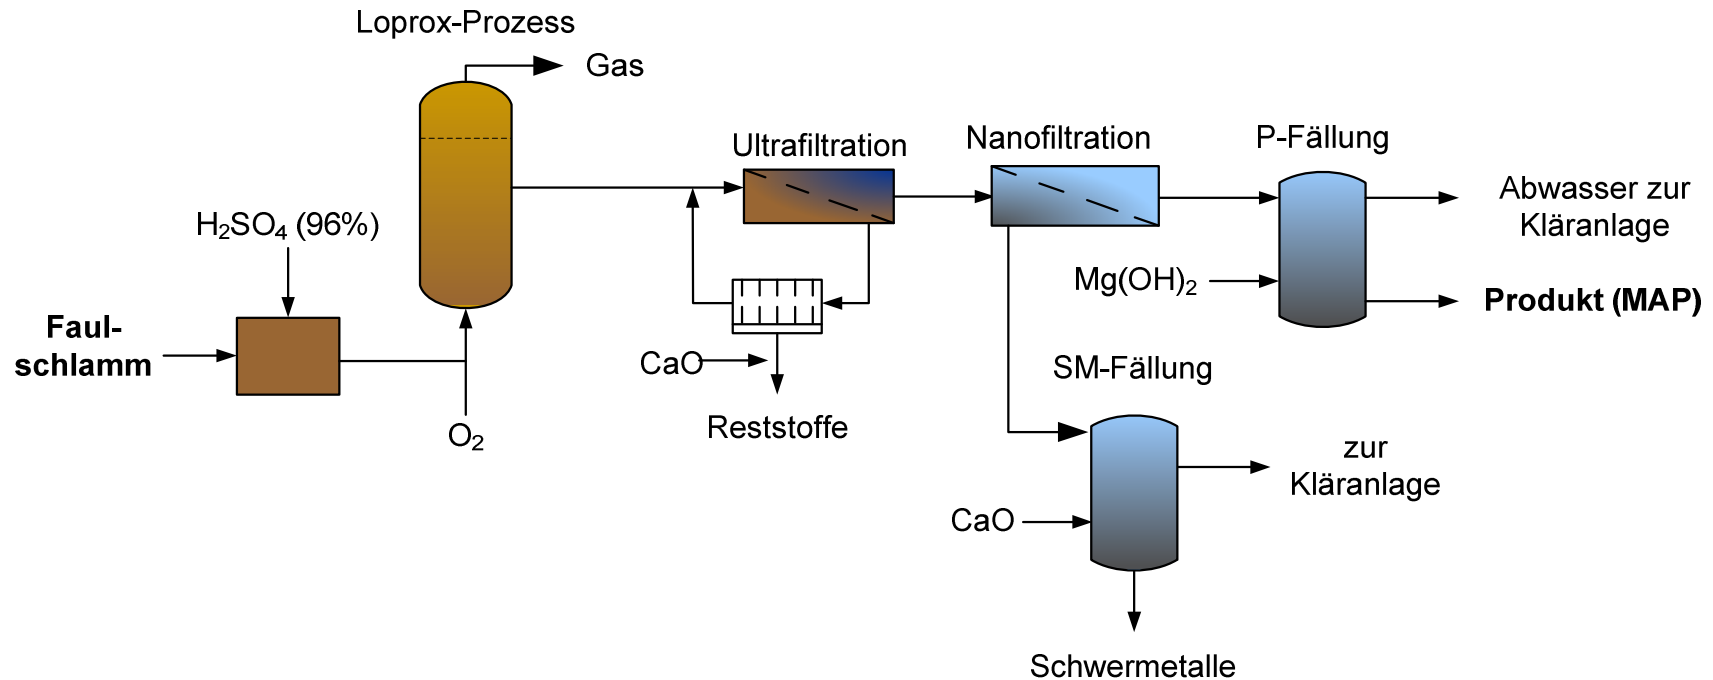 Loprox-Prozess
Gas
Ultrafiltration
Nanofiltration
P-Fällung
H₂SO₄ (96%)
Abwasser zur
Kläranlage
Mg(OH)₂
Produkt (MAP)
Faul-
schlamm
CaO
SM-Fällung
O₂
Reststoffe
zur
Kläranlage
CaO
Schwermetalle